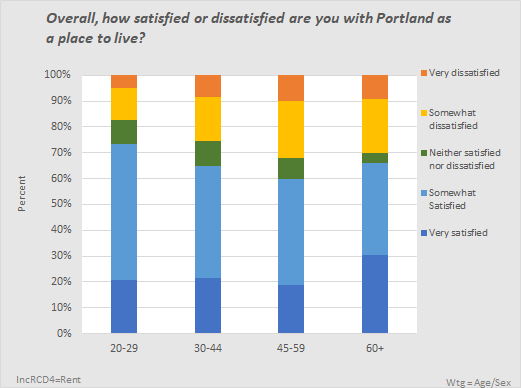 Overall, how satisfied or dissatisfied are you with Portland as
a place to live?
100%
90%
80%
70%
60%
50%
40%
30%
20%
10%
0%
Percent
20-29
30-44
45-59
60+
Very dissatisfied
Somewhat
dissatisfied
Neither satisfied
nor dissatisfied
Somewhat
Satisfied
Very satisfied
IncRCD4=Rent
Wtg = Age/Sex